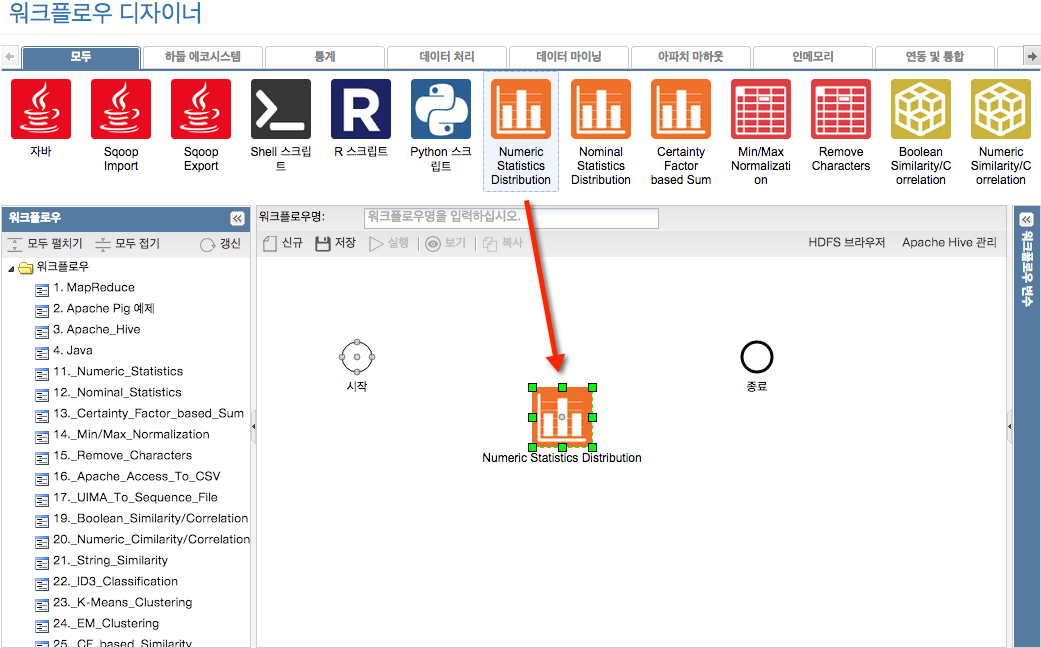 워크플로우 디자이너
모두 하둡 에코시스템 통계 데이터 처리 데이터 마이닝 아파치 마하웃 인메모리 연동 및 통합
자바
Sqoop
Import
Sqoop
Export
Shell 스크립
트
R
R 스크립트
Python 스크
립트
Numeric
Statistics
Distribution
Nominal
Statistics
Distribution
Certainty
Factor
based Sum
Min/Max
Normalizati
on
Remove
Characters
Boolean
Similarity/C
orrelation
Numeric
Similarity/C
orrelation
워크플로우
모두 펼치기 모두 접기 갱신
워크플로우
1. MapReduce
2. Apache Pig 예제
3. Apache_Hive
4. Java
11._Numeric_Statistics
12._Nominal_Statistics
13._Certainty_Factor_based_Sum
14._Min/Max_Normalization
15._Remove_Characters
16._Apache_Access_To_CSV
17._UIMA_To_Sequence_File
19._Boolean_Similarity/Correlation
20._Numeric_Cimilarity/Correlation
21._String_Similarity
22._ID3_Classification
23._K-Means_Clustering
24._EM_Clustering
25._CF_based_Similarity
워크플로우명: 워크플로우명을 입력하십시오.
신규 저장 실행 보기 복사 HDFS 브라우저 Apache Hive 관리
시작
종료
Numeric Statistics Distribution
워크플로우 변수